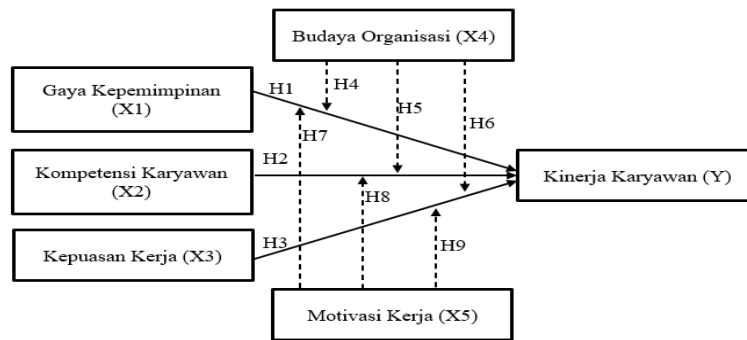 Budaya Organisasi (X4)
Gaya Kepemimpinan
(X1)
H1
H4
H5
H6
H7
Kompetensi Karyawan
(X2)
H2
Kinerja Karyawan (Y)
H8
Kepuasan Kerja (X3)
H3
H9
Motivasi Kerja (X5)